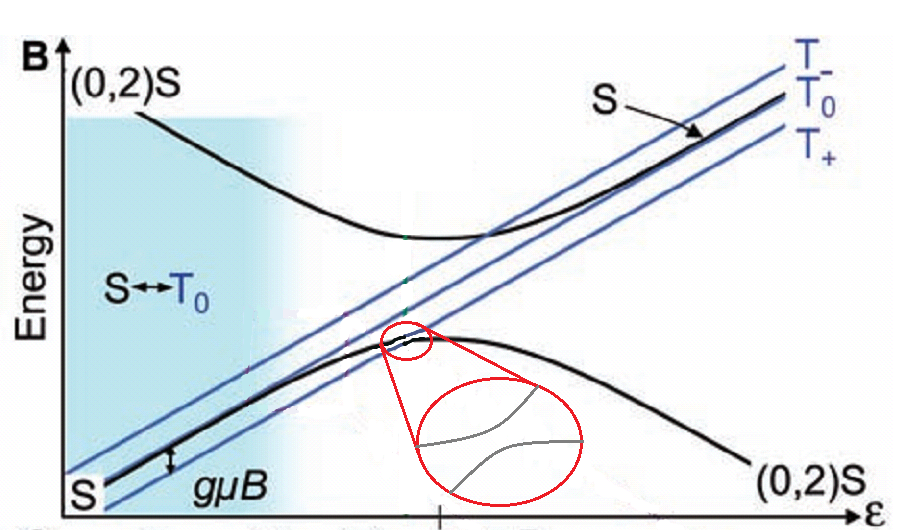 B
(0,2)S
T-
S
T0
T+
Energy
S↔T0
S
gμB
(0,2)S
ε